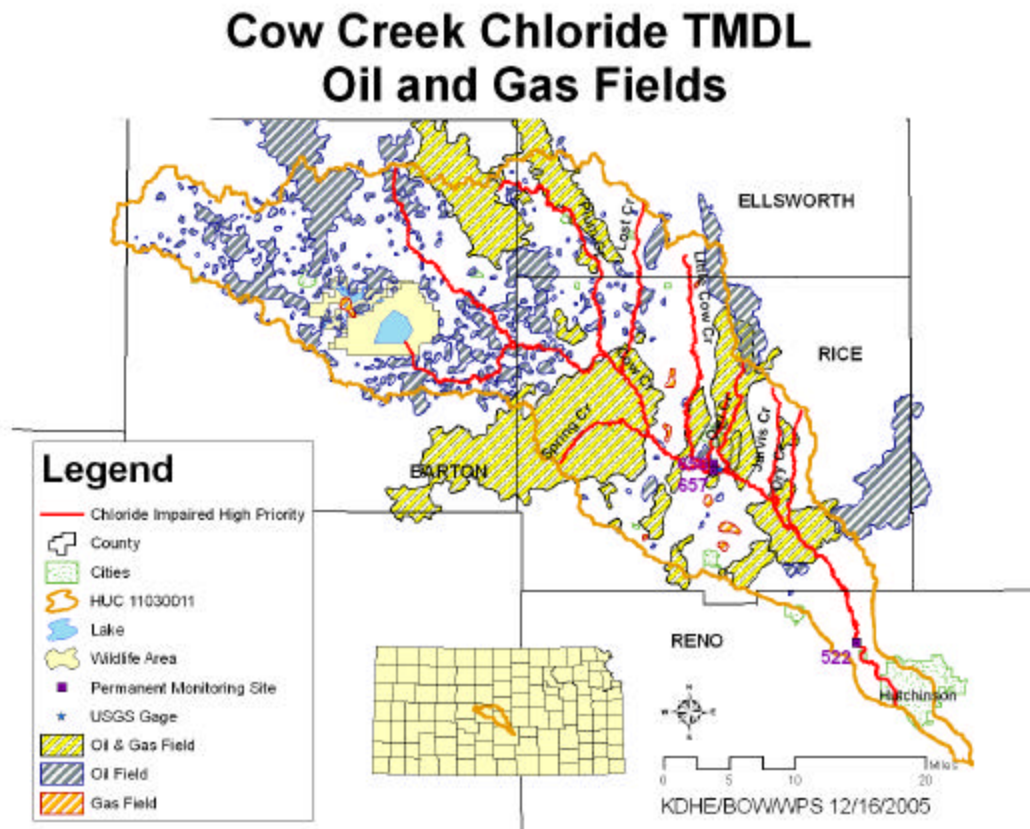 Cow Creek Chloride TMDL
Oil and Gas Fields
ELLSWORTH
Plum
Lost Cr
Little Cow Cr
RICE
Cow Cr
Spring Cr
Jarvis Cr
Dry Cr
BARTON
657
Legend
Chloride Impaired High Priority
County
Cities
HUC 11030011
Lake
Wildlife Area
Permanent Monitoring Site
USGS Gage
Oil & Gas Field
Oil Field
Gas Field
RENO
522
Hutchinson
N
W E
S
0 5 10 20 Miles
KDHE/BOW/WPS 12/16/2005